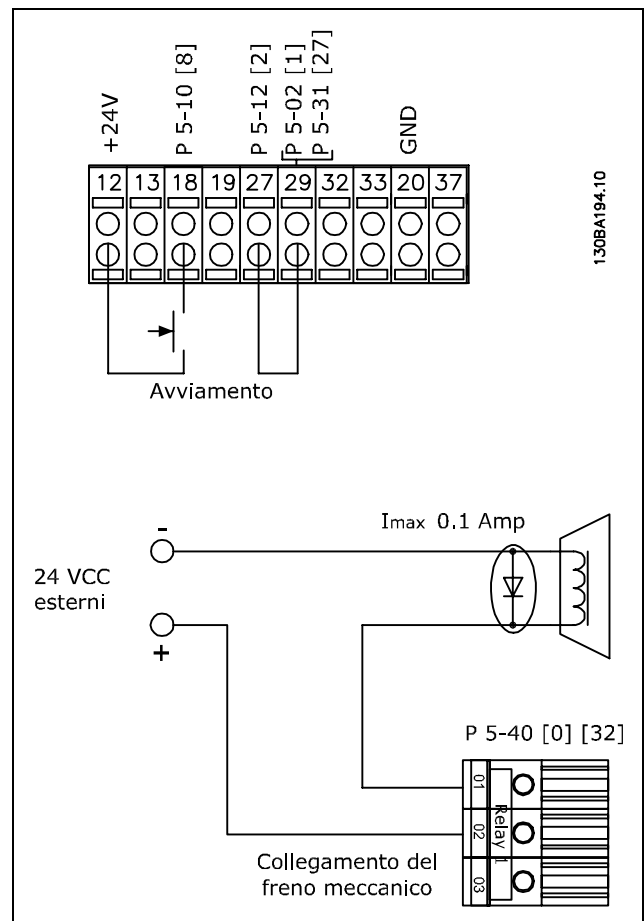 +24V
P 5-10 [8]
P 5-12 [2]
P 5-02 [1]
P 5-31 [27]
GND
12 13 18 19 27 29 32 33 20 37
130BA194.10
Avviamento
Imax 0.1 Amp
-
24 VCC
esterni
+
P 5-40 [0] [32]
01
02
03
Relay 1
Collegamento del
freno meccanico